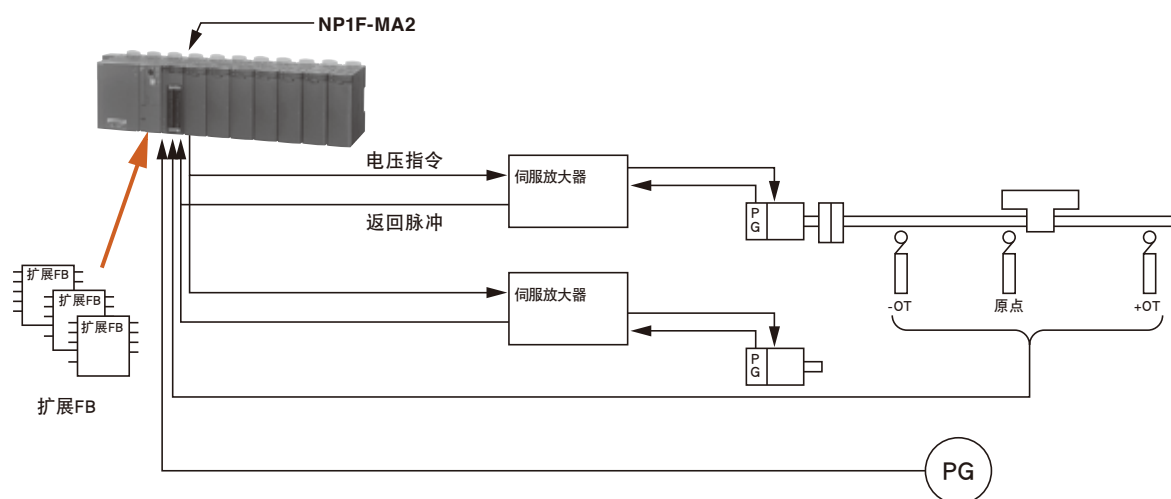 NP1F-MA2
电压指令
返回脉冲
伺服放大器
P
G
-OT
原点
+OT
伺服放大器
P
G
扩展FB
扩展FB
扩展FB
扩展FB
PG